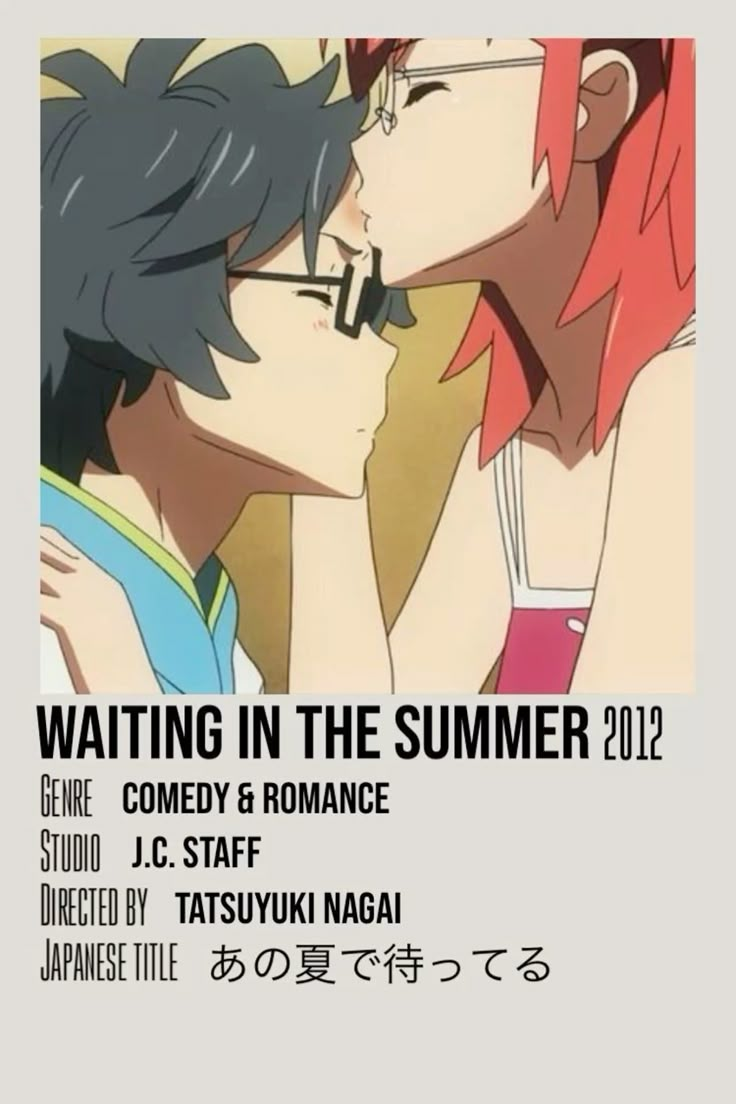 WAITING IN THE SUMMER 2012
GENRE COMEDY & ROMANCE
STUDIO J.C. STAFF
DIRECTED BY TATSUYUKI NAGAI
JAPANESE TITLE あの夏で待ってる